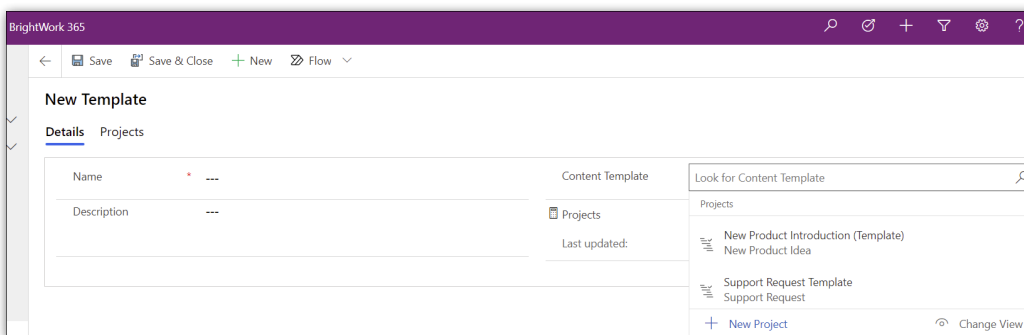 BrightWork 365
?
Save Save & Close New Flow
New Template
Details Projects
Name * --- Content Template Look for Content Template
Projects
Description --- Projects
Last updated:
New Product Introduction (Template)
New Product Idea
Support Request Template
Support Request
New Project Change View